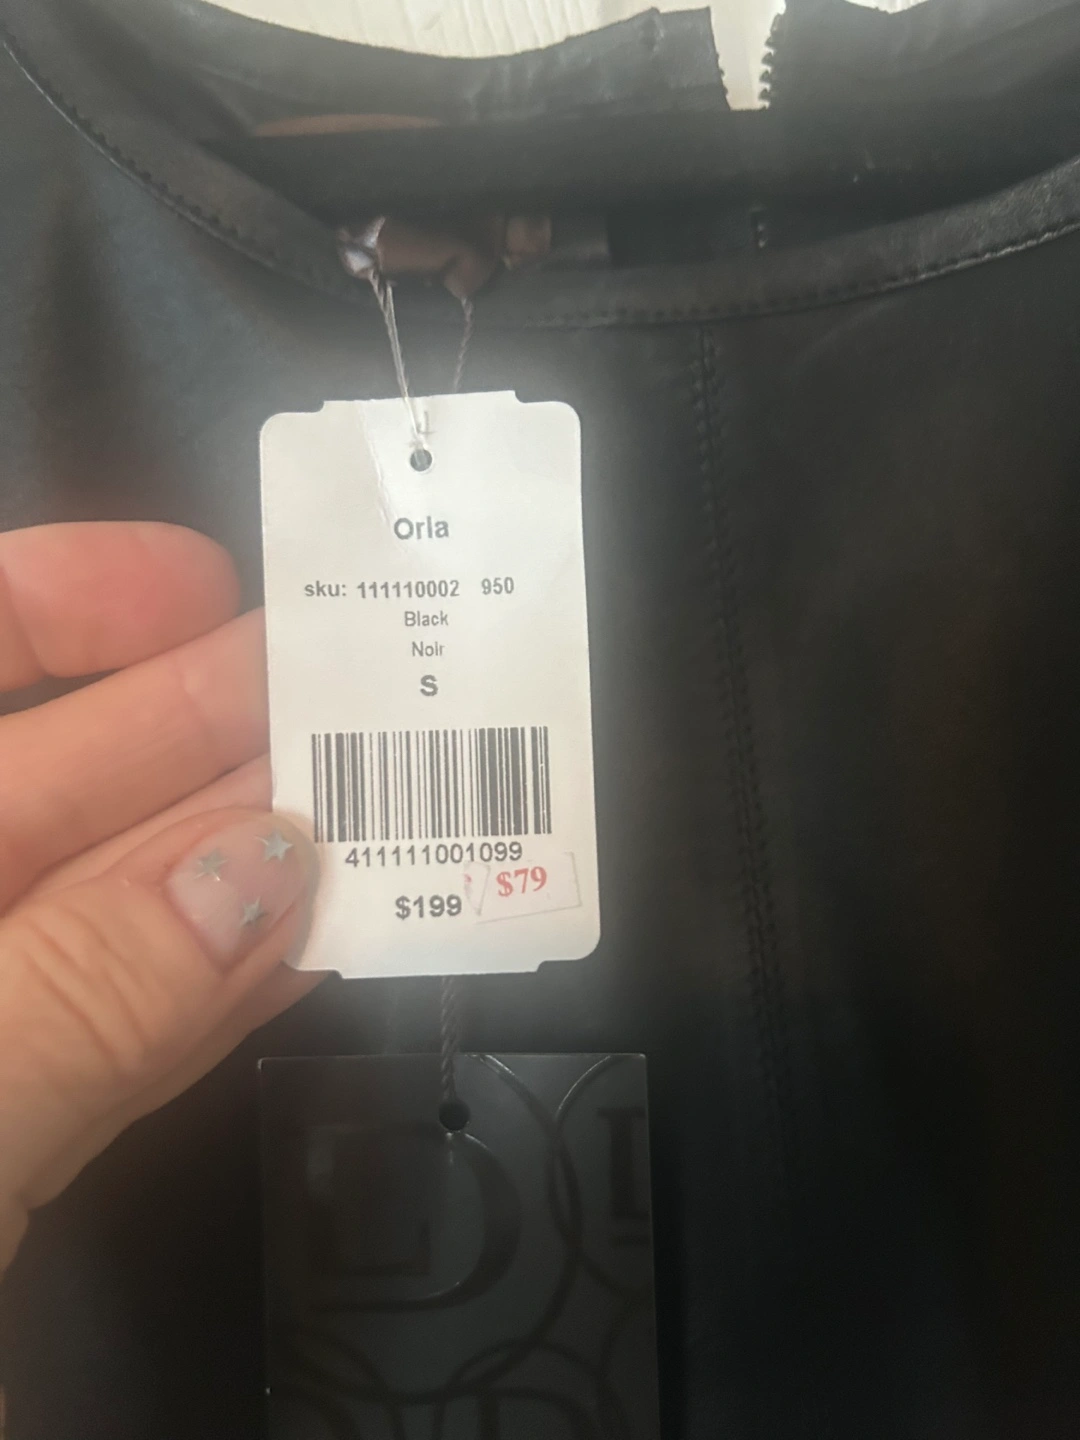 Orla
sku: 111110002 950
Black
Noir
S
411111001099
$199 $79